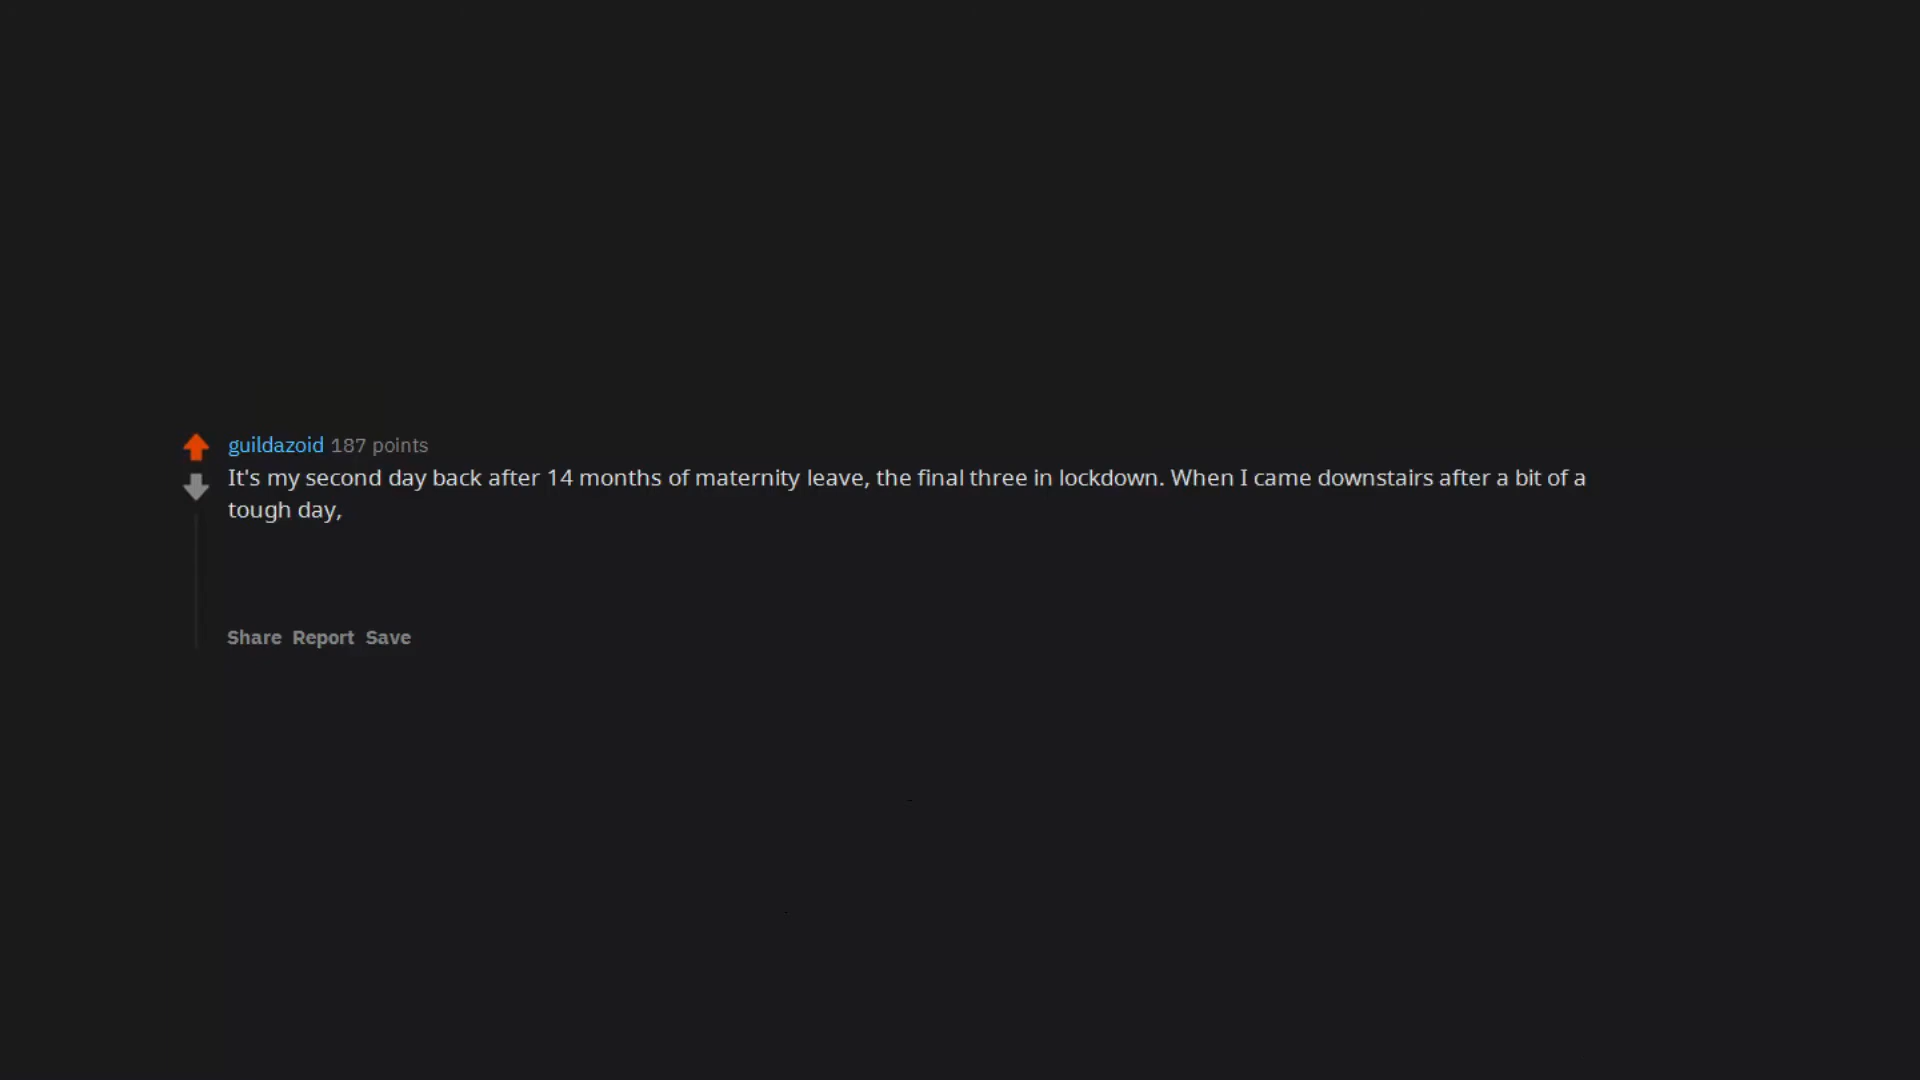 guildazoid 187 points
It's my second day back after 14 months of maternity leave, the final three in lockdown. When I came downstairs after a bit of a
tough day,
Share Report Save